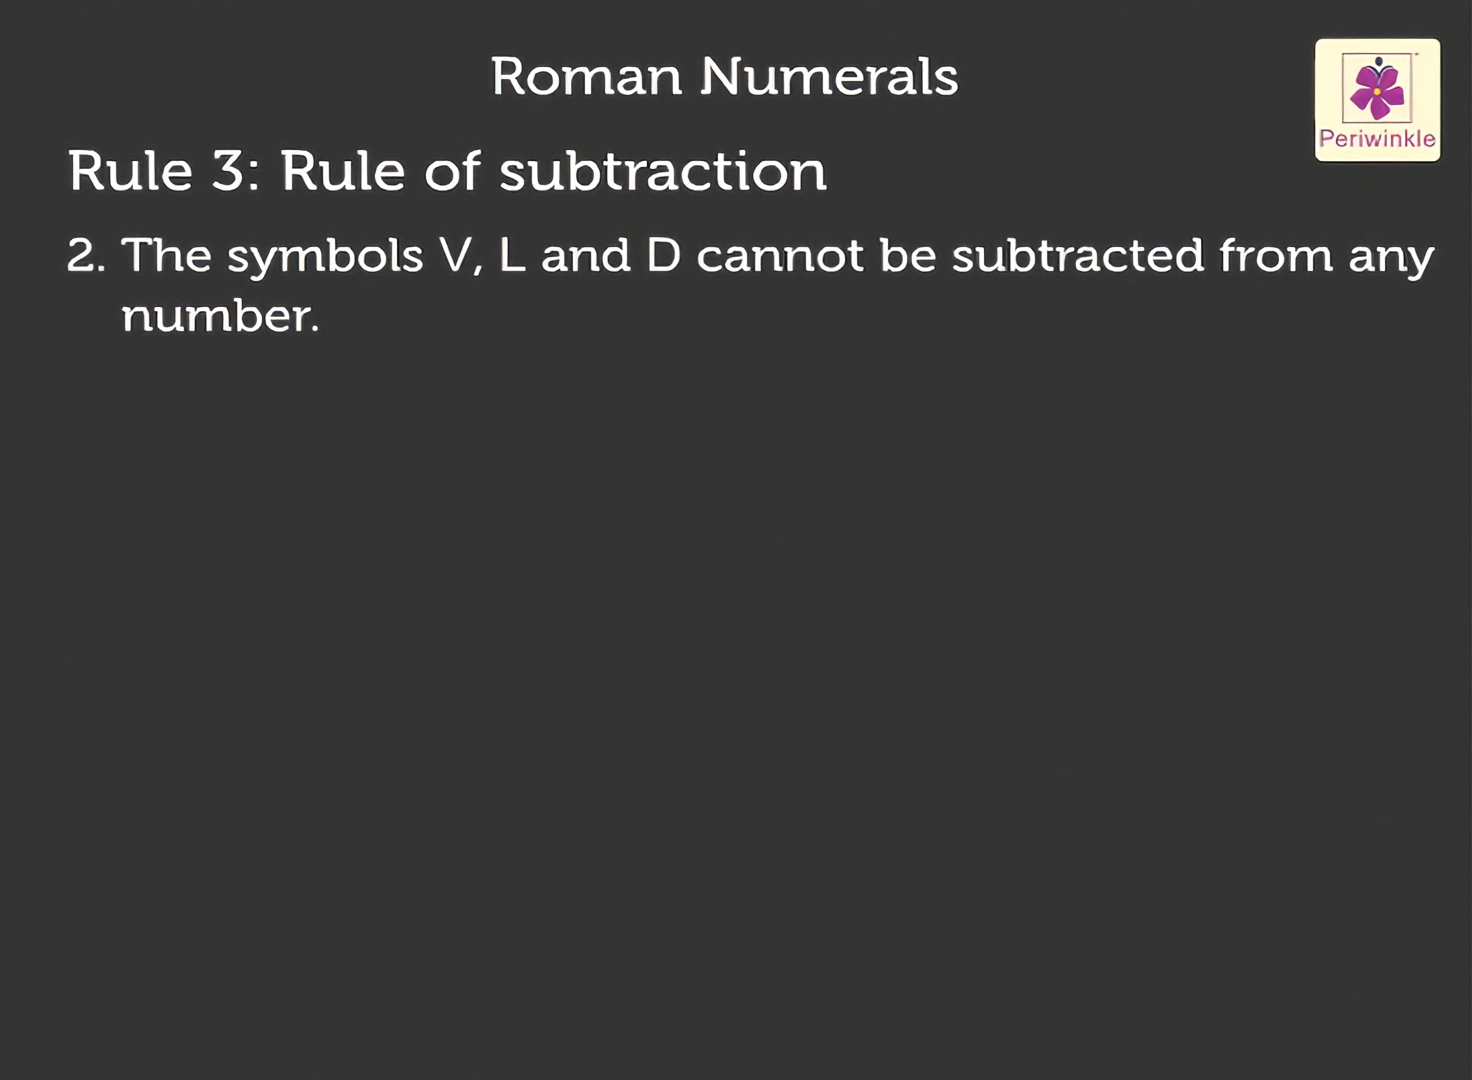 Roman Numerals
Periwinkle
Rule 3: Rule of subtraction
2. The symbols V, L and D cannot be subtracted from any
number.